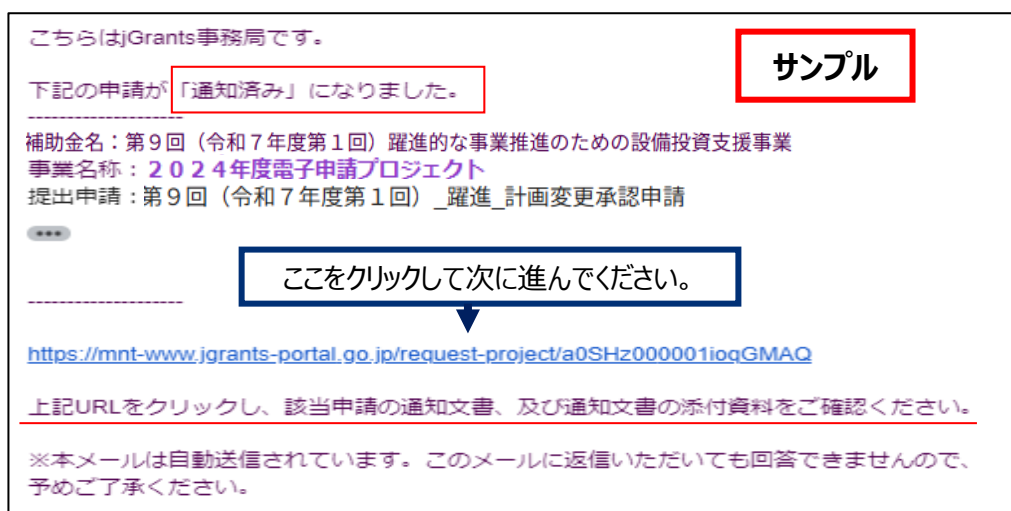 こちらはjGrants事務局です。
サンプル
下記の申請が「通知済み」になりました。
--------------------
補助金名：第９回（令和７年度第１回）躍進的な事業推進のための設備投資支援事業
事業名称：２０２４年度電子申請プロジェクト
提出申請：第９回（令和７年度第１回）_躍進_計画変更承認申請
ここをクリックして次に進んでください。
--------------------
https://mnt-www.jgrants-portal.go.jp/request-project/a0SHz000001ioqGMAQ
上記URLをクリックし、該当申請の通知文書、及び通知文書の添付資料をご確認ください。
※本メールは自動送信されています。このメールに返信いただいても回答できませんので、
予めご了承ください。